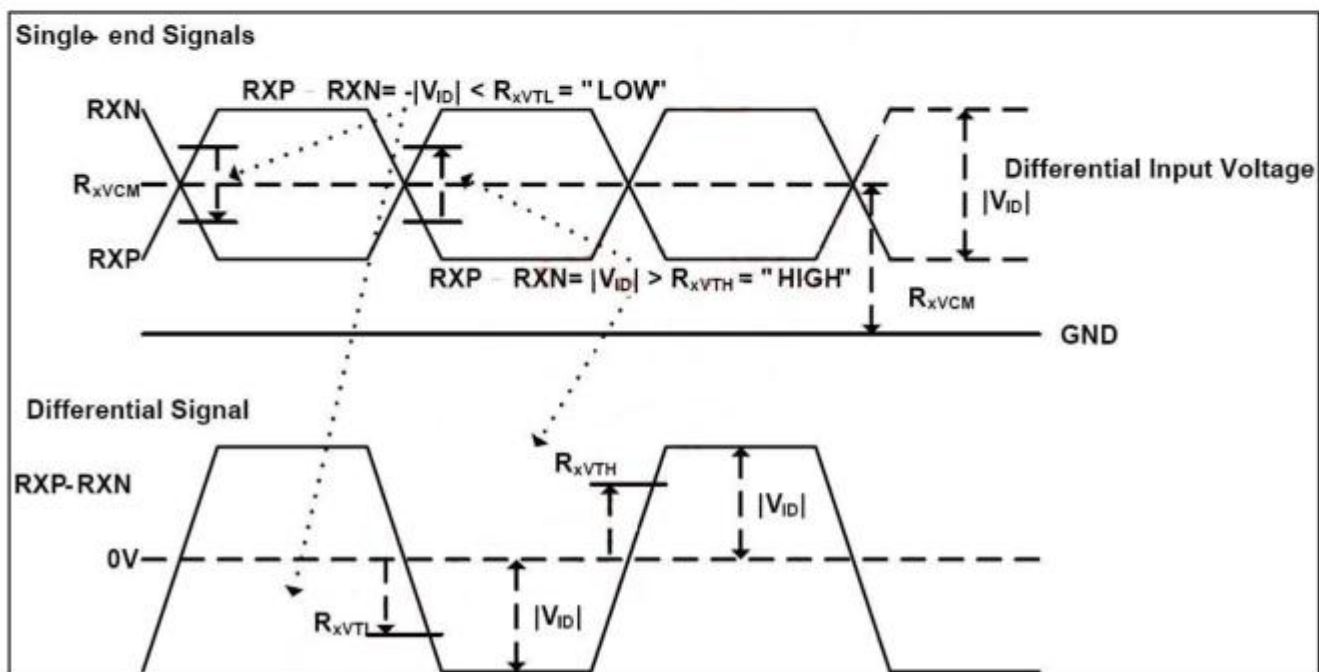 Single- end Signals
RXP - RXN= -|VID| < RxVTL = "LOW"
RXN
RxVCM
Differential Input Voltage
|VID|
RXP
RXP - RXN= |VID| > RxVTH = "HIGH"
RxVCM
GND
Differential Signal
RxVTH
RXP-RXN
|VID|
0V
RxVTL
|VID|